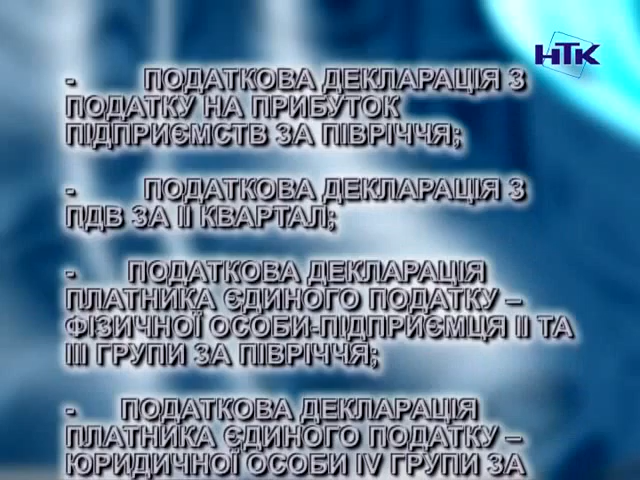 НТК
- ПОДАТКОВА ДЕКЛАРАЦІЯ З
ПОДАТКУ НА ПРИБУТОК
ПІДПРИЄМСТВ ЗА ПІВРІЧЧЯ;
- ПОДАТКОВА ДЕКЛАРАЦІЯ З
ПДВ ЗА ІІ КВАРТАЛ;
- ПОДАТКОВА ДЕКЛАРАЦІЯ
ПЛАТНИКА ЄДИНОГО ПОДАТКУ –
ФІЗИЧНОЇ ОСОБИ-ПІДПРИЄМЦЯ ІІ ТА
ІІІ ГРУПИ ЗА ПІВРІЧЧЯ;
- ПОДАТКОВА ДЕКЛАРАЦІЯ
ПЛАТНИКА ЄДИНОГО ПОДАТКУ –
ЮРИДИЧНОЇ ОСОБИ IV ГРУПИ ЗА